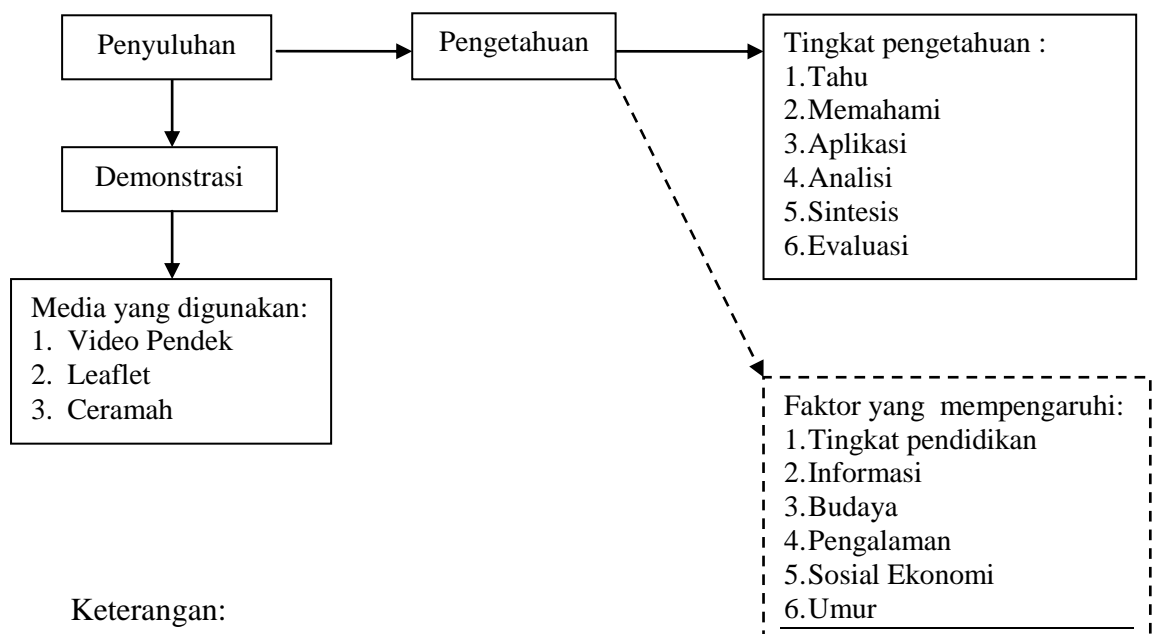 Penyuluhan
Pengetahuan
Tingkat pengetahuan :
1.Tahu
2.Memahami
3.Aplikasi
4.Analisi
5.Sintesis
6.Evaluasi
Demonstrasi
Media yang digunakan:
1. Video Pendek
2. Leaflet
3. Ceramah
Faktor yang mempengaruhi:
1.Tingkat pendidikan
2.Informasi
3.Budaya
4.Pengalaman
5.Sosial Ekonomi
6.Umur
Keterangan: